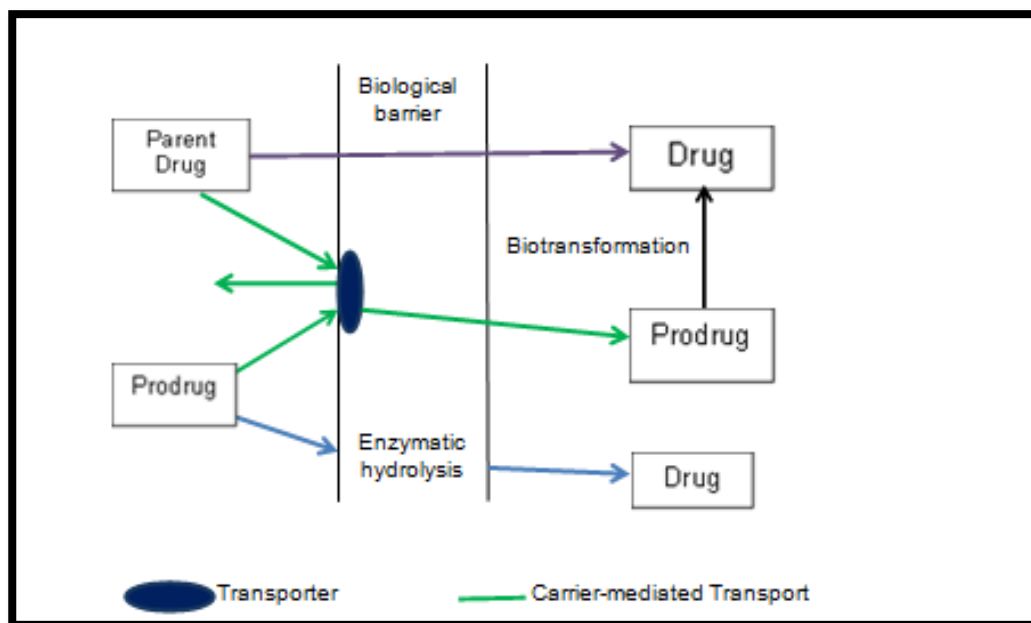 Biological
barrier
Parent
Drug
Drug
Biotransformation
Prodrug
Prodrug
Enzymatic
hydrolysis
Drug
Transporter
Carrier-mediated Transport